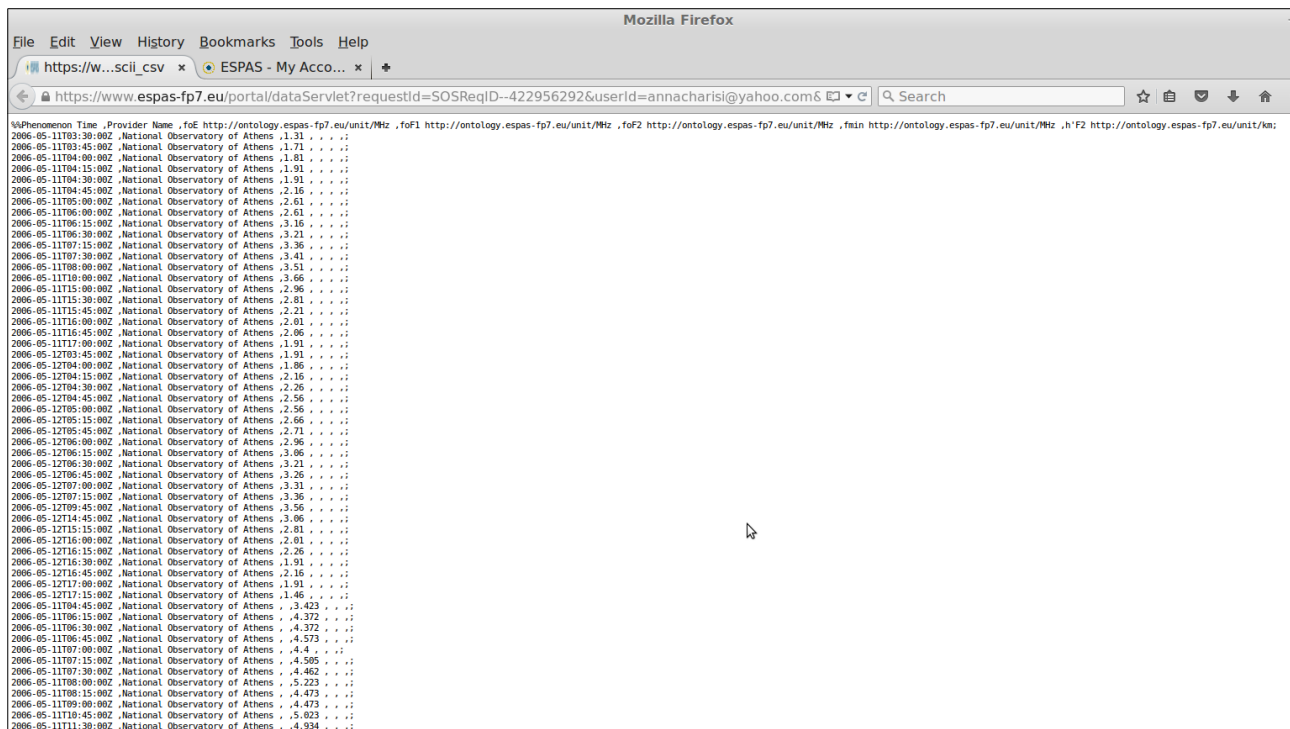 Mozilla Firefox
File Edit View History Bookmarks Tools Help
https://w...scii_csv × ESPAS - My Acco... ×
https://www.espas-fp7.eu/portal/dataServlet?requestId=SOSReqID--422956292&userId=annacharisi@yahoo.com& Search
%%Phenomenon Time ,Provider Name ,foE http://ontology.espas-fp7.eu/unit/MHz ,foF1 http://ontology.espas-fp7.eu/unit/MHz ,foF2 http://ontology.espas-fp7.eu/unit/MHz ,fmin http://ontology.espas-fp7.eu/unit/MHz ,h'F2 http://ontology.espas-fp7.eu/unit/km;
2006-05-11T03:30:00Z ,National Observatory of Athens ,1.31 , , , ,;
2006-05-11T03:45:00Z ,National Observatory of Athens ,1.71 , , , ,;
2006-05-11T04:00:00Z ,National Observatory of Athens ,1.81 , , , ,;
2006-05-11T04:15:00Z ,National Observatory of Athens ,1.91 , , , ,;
2006-05-11T04:30:00Z ,National Observatory of Athens ,1.91 , , , ,;
2006-05-11T04:45:00Z ,National Observatory of Athens ,2.16 , , , ,;
2006-05-11T05:00:00Z ,National Observatory of Athens ,2.61 , , , ,;
2006-05-11T06:00:00Z ,National Observatory of Athens ,2.61 , , , ,;
2006-05-11T06:15:00Z ,National Observatory of Athens ,3.16 , , , ,;
2006-05-11T06:30:00Z ,National Observatory of Athens ,3.21 , , , ,;
2006-05-11T07:15:00Z ,National Observatory of Athens ,3.36 , , , ,;
2006-05-11T07:30:00Z ,National Observatory of Athens ,3.41 , , , ,;
2006-05-11T08:00:00Z ,National Observatory of Athens ,3.51 , , , ,;
2006-05-11T10:00:00Z ,National Observatory of Athens ,3.66 , , , ,;
2006-05-11T15:00:00Z ,National Observatory of Athens ,2.96 , , , ,;
2006-05-11T15:30:00Z ,National Observatory of Athens ,2.81 , , , ,;
2006-05-11T15:45:00Z ,National Observatory of Athens ,2.21 , , , ,;
2006-05-11T16:00:00Z ,National Observatory of Athens ,2.01 , , , ,;
2006-05-11T16:45:00Z ,National Observatory of Athens ,2.06 , , , ,;
2006-05-11T17:00:00Z ,National Observatory of Athens ,1.91 , , , ,;
2006-05-12T03:45:00Z ,National Observatory of Athens ,1.91 , , , ,;
2006-05-12T04:00:00Z ,National Observatory of Athens ,1.86 , , , ,;
2006-05-12T04:15:00Z ,National Observatory of Athens ,2.16 , , , ,;
2006-05-12T04:30:00Z ,National Observatory of Athens ,2.26 , , , ,;
2006-05-12T04:45:00Z ,National Observatory of Athens ,2.56 , , , ,;
2006-05-12T05:00:00Z ,National Observatory of Athens ,2.56 , , , ,;
2006-05-12T05:15:00Z ,National Observatory of Athens ,2.66 , , , ,;
2006-05-12T05:45:00Z ,National Observatory of Athens ,2.71 , , , ,;
2006-05-12T06:00:00Z ,National Observatory of Athens ,2.96 , , , ,;
2006-05-12T06:15:00Z ,National Observatory of Athens ,3.06 , , , ,;
2006-05-12T06:30:00Z ,National Observatory of Athens ,3.21 , , , ,;
2006-05-12T06:45:00Z ,National Observatory of Athens ,3.26 , , , ,;
2006-05-12T07:00:00Z ,National Observatory of Athens ,3.31 , , , ,;
2006-05-12T07:15:00Z ,National Observatory of Athens ,3.36 , , , ,;
2006-05-12T09:45:00Z ,National Observatory of Athens ,3.56 , , , ,;
2006-05-12T14:45:00Z ,National Observatory of Athens ,3.06 , , , ,;
2006-05-12T15:15:00Z ,National Observatory of Athens ,2.81 , , , ,;
2006-05-12T16:00:00Z ,National Observatory of Athens ,2.01 , , , ,;
2006-05-12T16:15:00Z ,National Observatory of Athens ,2.26 , , , ,;
2006-05-12T16:30:00Z ,National Observatory of Athens ,1.91 , , , ,;
2006-05-12T16:45:00Z ,National Observatory of Athens ,2.16 , , , ,;
2006-05-12T17:00:00Z ,National Observatory of Athens ,1.91 , , , ,;
2006-05-12T17:15:00Z ,National Observatory of Athens ,1.46 , , , ,;
2006-05-11T04:45:00Z ,National Observatory of Athens , ,3.423 , , ,;
2006-05-11T06:15:00Z ,National Observatory of Athens , ,4.372 , , ,;
2006-05-11T06:30:00Z ,National Observatory of Athens , ,4.372 , , ,;
2006-05-11T06:45:00Z ,National Observatory of Athens , ,4.573 , , ,;
2006-05-11T07:00:00Z ,National Observatory of Athens , ,4.4 , , ,;
2006-05-11T07:15:00Z ,National Observatory of Athens , ,4.505 , , ,;
2006-05-11T07:30:00Z ,National Observatory of Athens , ,4.462 , , ,;
2006-05-11T08:00:00Z ,National Observatory of Athens , ,5.223 , , ,;
2006-05-11T08:15:00Z ,National Observatory of Athens , ,4.473 , , ,;
2006-05-11T09:00:00Z ,National Observatory of Athens , ,4.473 , , ,;
2006-05-11T10:45:00Z ,National Observatory of Athens , ,5.023 , , ,;
2006-05-11T11:30:00Z ,National Observatory of Athens , ,4.934 , , ,;